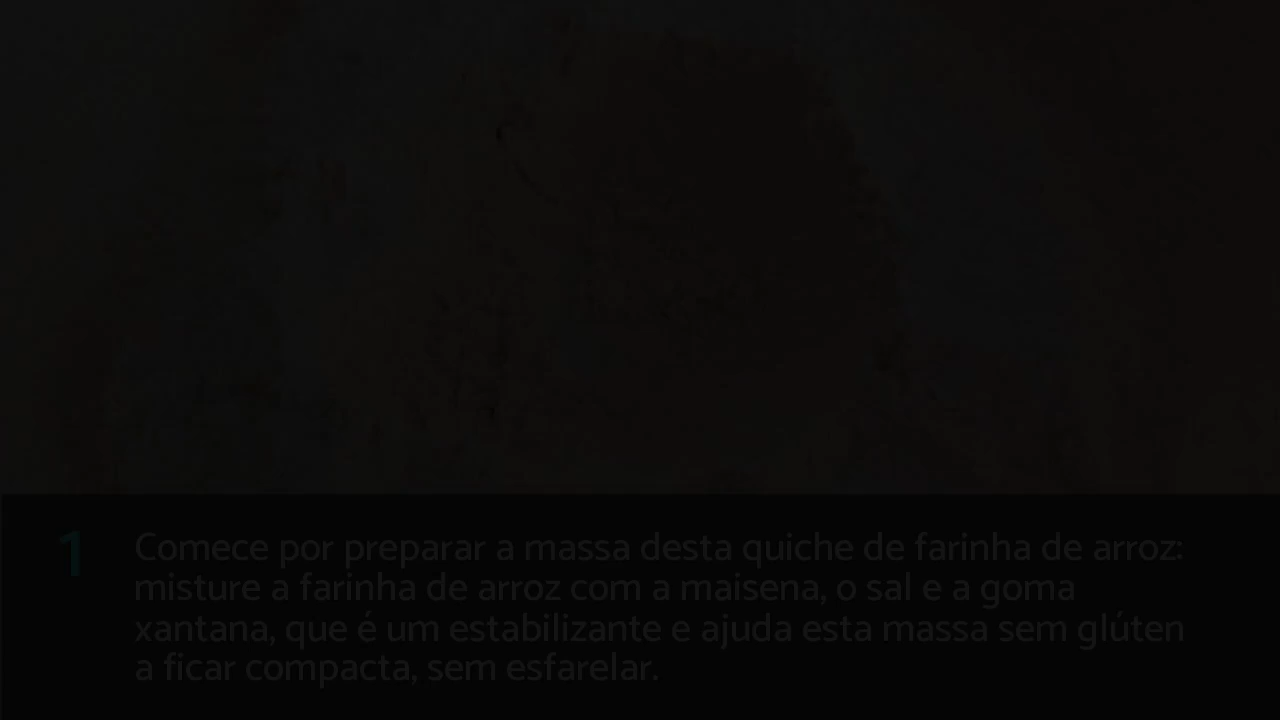 1 Comece por preparar a massa desta quiche de farinha de arroz:
misture a farinha de arroz com a maisena, o sal e a goma
xantana, que é um estabilizante e ajuda esta massa sem glúten
a ficar compacta, sem esfarelar.